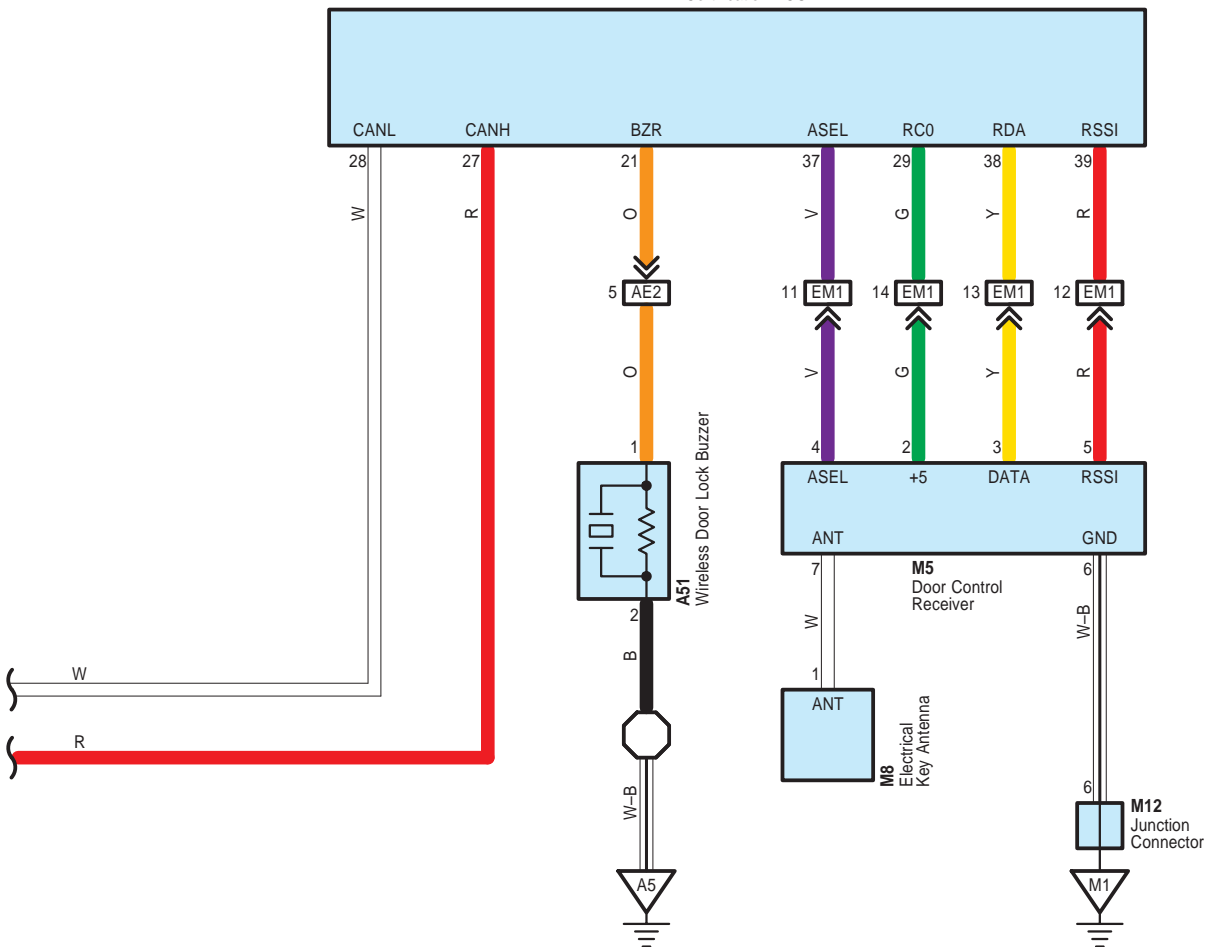 CANL CANH BZR ASEL RC0 RDA RSSI
28 27 21 37 29 38 39
W R O V G Y R
5 AE2 11 EM1 14 EM1 13 EM1 12 EM1
O V G Y R
1 4 2 3 5
ASEL +5 DATA RSSI
A51
Wireless Door Lock Buzzer
ANT GND
2 7 6
M5
Door Control
Receiver
B W W–B
W 1
ANT
R
M8
Electrical
Key Antenna
W–B 6
M12
Junction
Connector
A5 M1